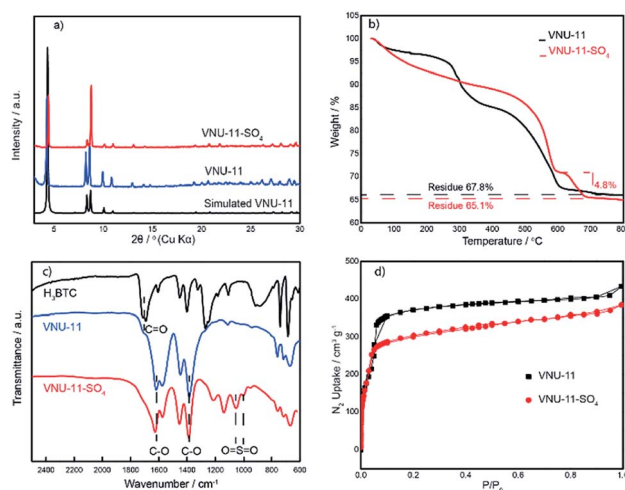 a)
Intensity / a.u.
VNU-11-SO₄
VNU-11
Simulated VNU-11
5 10 15 20 25 30
2θ / °(Cu Kα)
b)
VNU-11
VNU-11-SO₄
Weight / %
100
95
90
85
80
75
70
65
60
Residue 67.8%
Residue 65.1%
4.8%
0 100 200 300 400 500 600 700 800
Temperature / °C
c)
H₃BTC
C=O
VNU-11
VNU-11-SO₄
Transmittance / a.u.
C-O C-O O=S=O
2500 2000 1800 1600 1400 1200 1000 800 600
Wavenumber / cm⁻¹
d)
N₂ Uptake / cm³ g⁻¹
500
400
300
200
100
0
VNU-11
VNU-11-SO₄
0.0 0.2 0.4 0.6 0.8 1.0
P/P₀